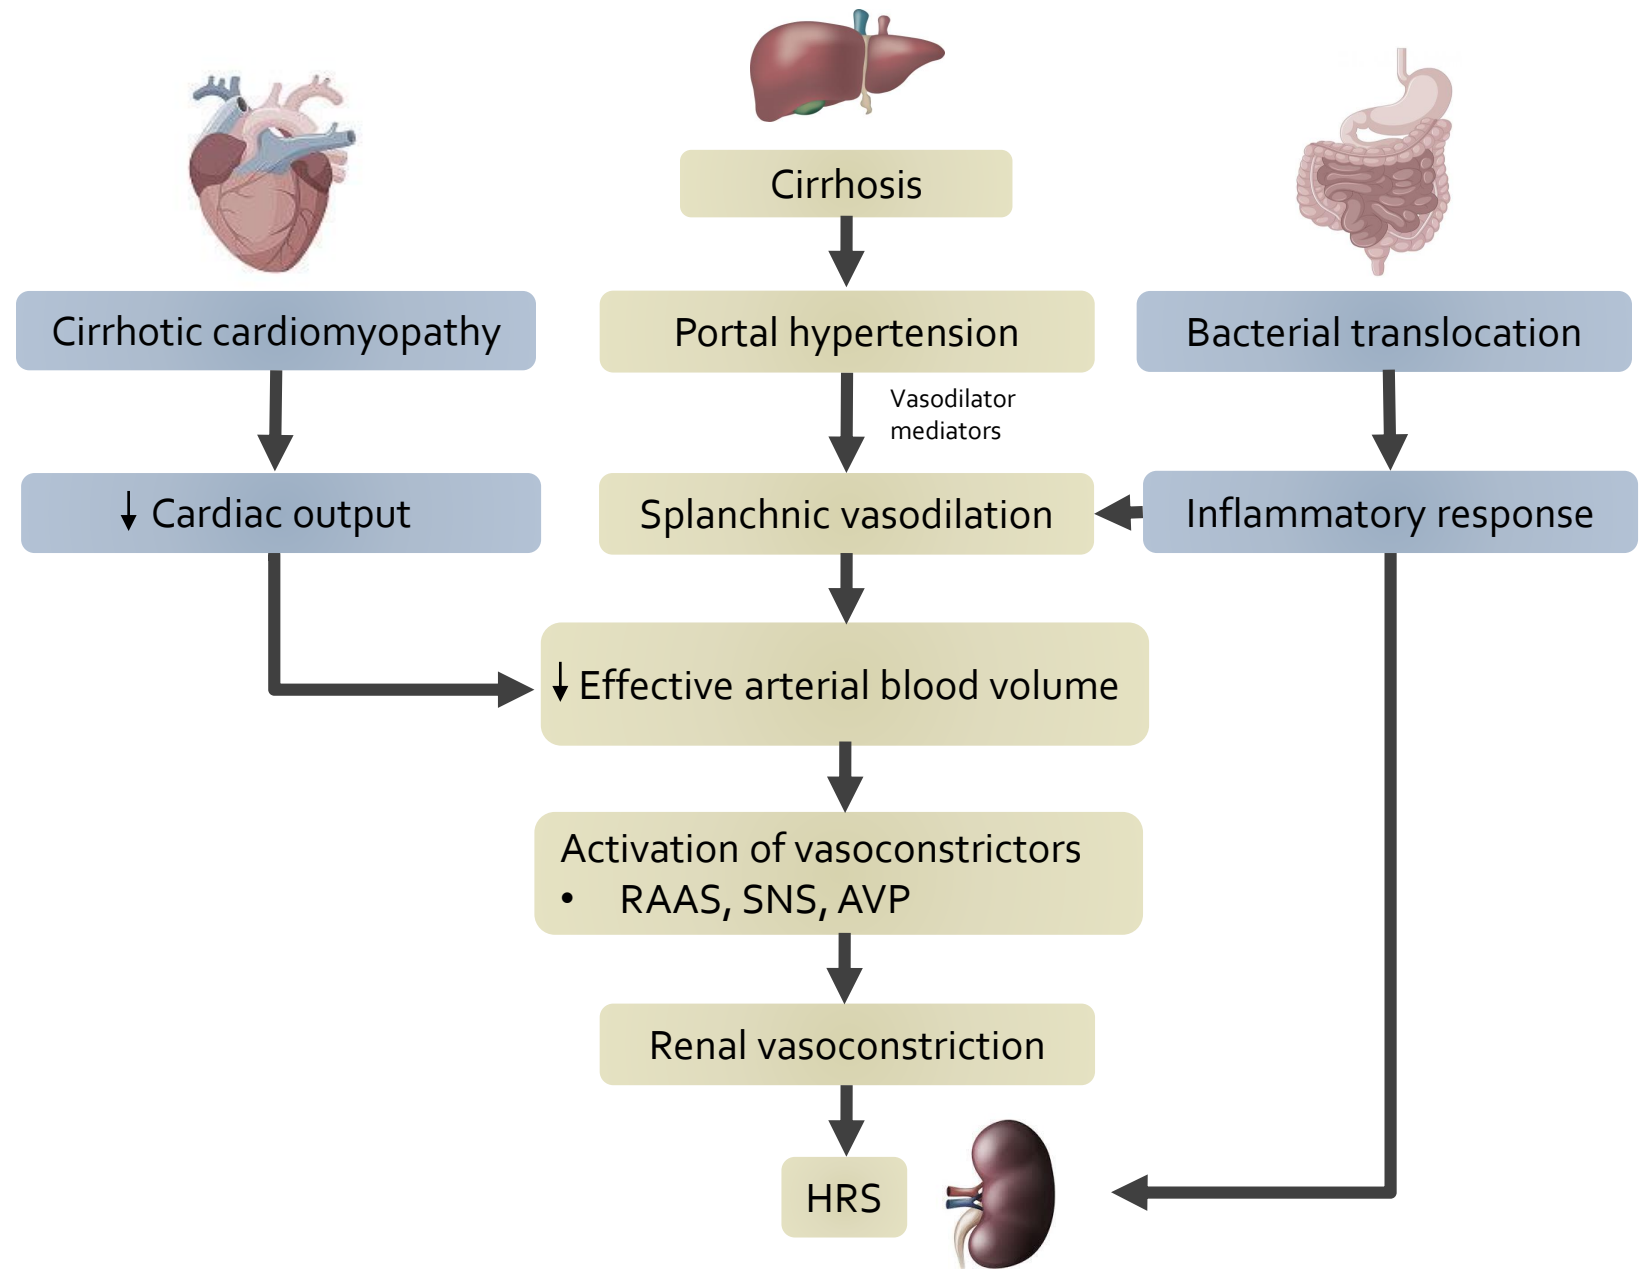 Cirrhosis
Cirrhotic cardiomyopathy
Portal hypertension
Bacterial translocation
Vasodilator
mediators
↓ Cardiac output
Splanchnic vasodilation
Inflammatory response
↓ Effective arterial blood volume
Activation of vasoconstrictors
• RAAS, SNS, AVP
Renal vasoconstriction
HRS